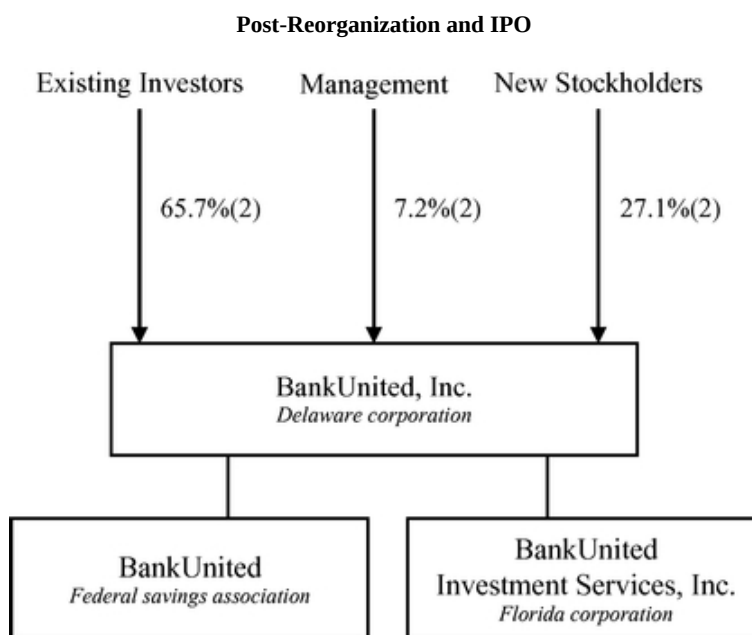 Post-Reorganization and IPO
Existing Investors
Management
New Stockholders
65.7%(2)
7.2%(2)
27.1%(2)
BankUnited, Inc.
Delaware corporation
BankUnited
Federal savings association
BankUnited
Investment Services, Inc.
Florida corporation